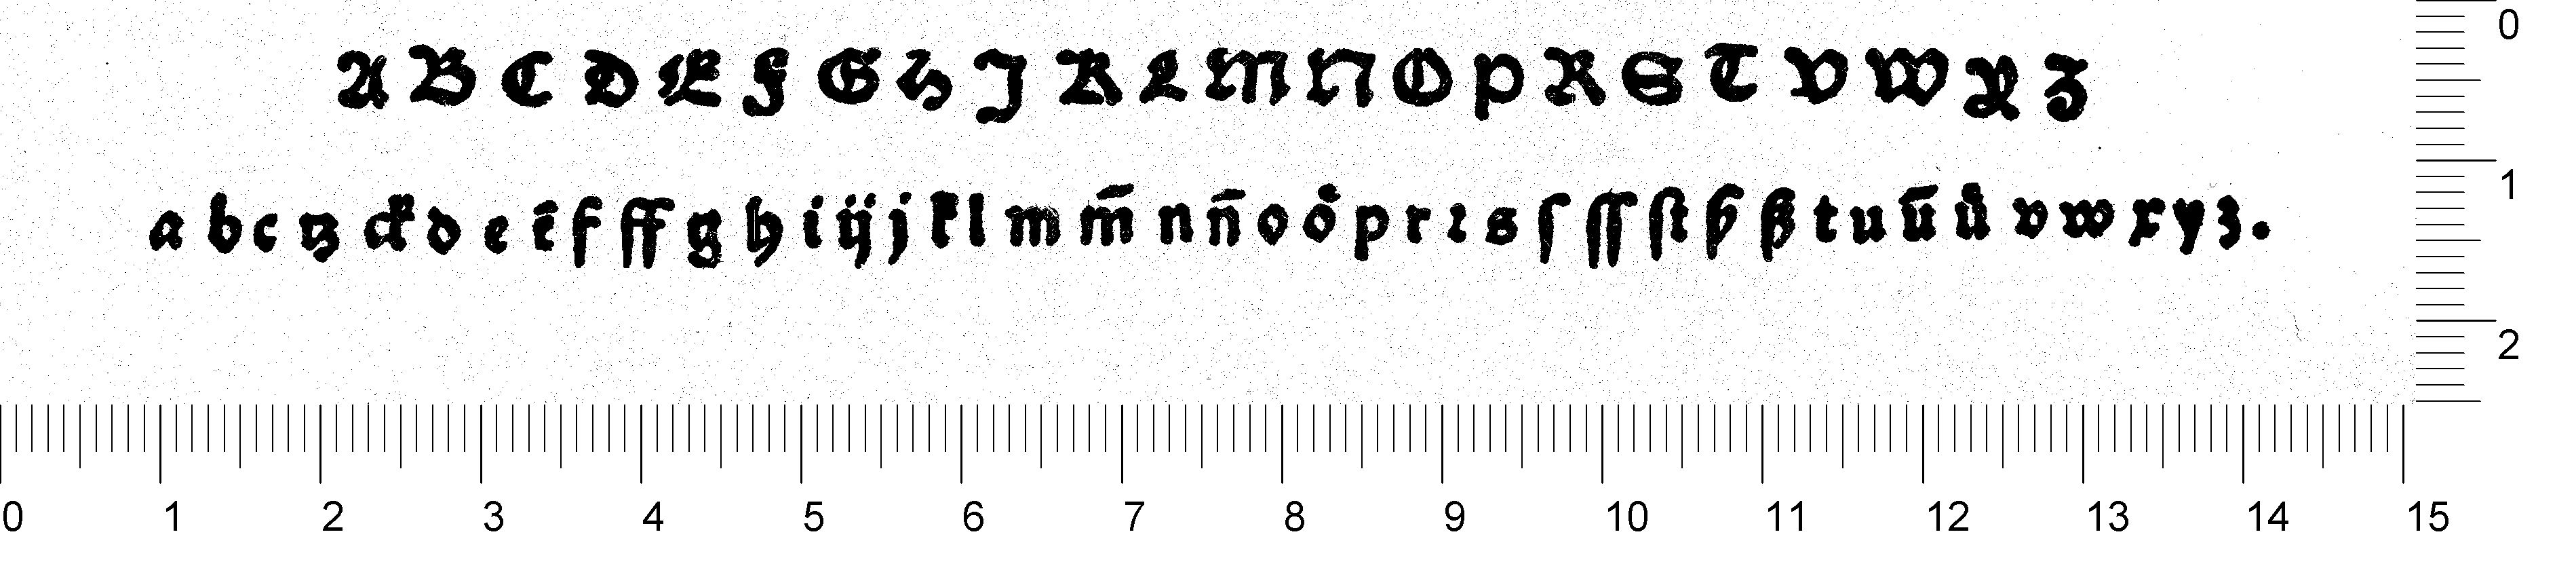 A B C D E F G H J K L M N O P R S T V W X Z
a b c tz ck d e ē f ff g h i ij j k l m m̄ n n̄ o oͤ p r ꝛ s ſ ſſ ſt ſ ß t u ū uͤ v w x y z .
0
1
2
0 1 2 3 4 5 6 7 8 9 10 11 12 13 14 15